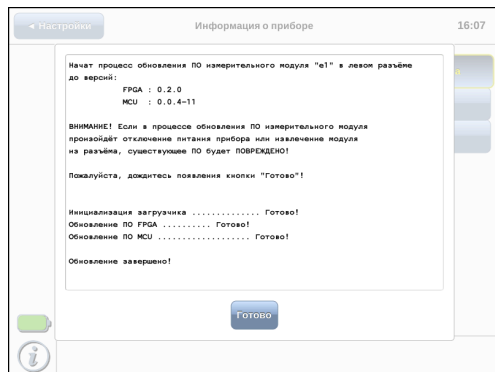 ◄ Настройки
Информация о приборе
16:07
Начат процесс обновления ПО измерительного модуля "e1" в левом разъёме
до версий:
FPGA : 0.2.0
MCU : 0.0.4-11
ВНИМАНИЕ! Если в процессе обновления ПО измерительного модуля
произойдёт отключение питания прибора или извлечение модуля
из разъёма, существующее ПО будет ПОВРЕЖДЕНО!
Пожалуйста, дождитесь появления кнопки "Готово"!
Инициализация загрузчика .............. Готово!
Обновление ПО FPGA .......... Готово!
Обновление ПО MCU ................... Готово!
Обновление завершено!
Готово
i